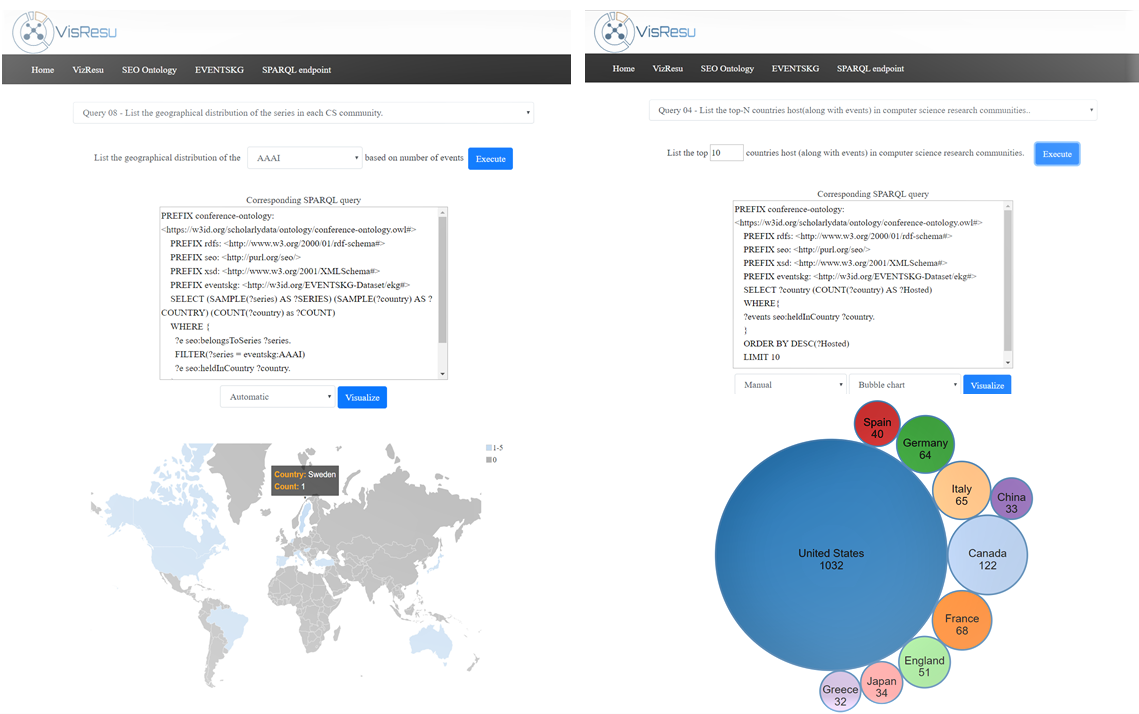 VisResu
Home VizResu SEO Ontology EVENTSKG SPARQL endpoint
Query 08 - List the geographical distribution of the series in each CS community.
List the geographical distribution of the AAAI based on number of events Execute
Corresponding SPARQL query
PREFIX conference-ontology:
<https://w3id.org/scholarlydata/ontology/conference-ontology.owl#>
PREFIX rdfs: <http://www.w3.org/2000/01/rdf-schema#>
PREFIX seo: <http://purl.org/seo/>
PREFIX xsd: <http://www.w3.org/2001/XMLSchema#>
PREFIX eventskg: <http://w3id.org/EVENTSKG-Dataset/ekg#>
SELECT (SAMPLE(?series) AS ?SERIES) (SAMPLE(?country) AS ?
COUNTRY) (COUNT(?country) as ?COUNT)
WHERE {
?e seo:belongsToSeries ?series.
FILTER(?series = eventskg:AAAI)
?e seo:heldInCountry ?country.
Automatic Visualize
1-5
0
Country: Sweden
Count: 1
VisResu
Home VizResu SEO Ontology EVENTSKG SPARQL endpoint
Query 04 - List the top-N countries host(along with events) in computer science research communities..
List the top 10 countries host (along with events) in computer science research communities. Execute
Corresponding SPARQL query
PREFIX conference-ontology:
<https://w3id.org/scholarlydata/ontology/conference-ontology.owl#>
PREFIX rdfs: <http://www.w3.org/2000/01/rdf-schema#>
PREFIX seo: <http://purl.org/seo/>
PREFIX xsd: <http://www.w3.org/2001/XMLSchema#>
PREFIX eventskg: <http://w3id.org/EVENTSKG-Dataset/ekg#>
SELECT ?country (COUNT(?country) AS ?Hosted)
WHERE{
?events seo:heldInCountry ?country.
}
ORDER BY DESC(?Hosted)
LIMIT 10
Manual Bubble chart Visualize
Spain
40
Germany
64
Italy
65
China
33
United States
1032
Canada
122
France
68
England
51
Japan
34
Greece
32